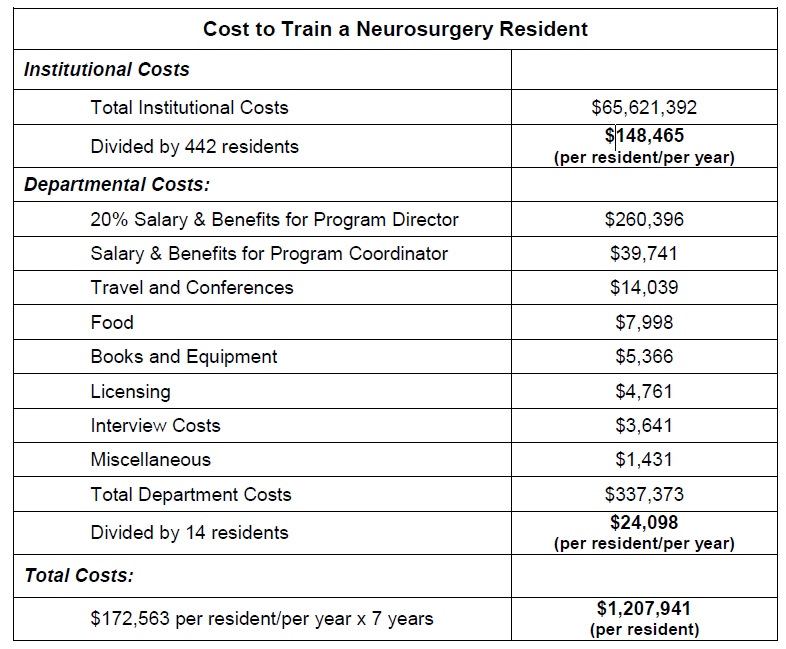 Cost to Train a Neurosurgery Resident
Institutional Costs
Total Institutional Costs $65,621,392
Divided by 442 residents $148,465
(per resident/per year)
Departmental Costs:
20% Salary & Benefits for Program Director $260,396
Salary & Benefits for Program Coordinator $39,741
Travel and Conferences $14,039
Food $7,998
Books and Equipment $5,366
Licensing $4,761
Interview Costs $3,641
Miscellaneous $1,431
Total Department Costs $337,373
Divided by 14 residents $24,098
(per resident/per year)
Total Costs:
$172,563 per resident/per year x 7 years $1,207,941
(per resident)